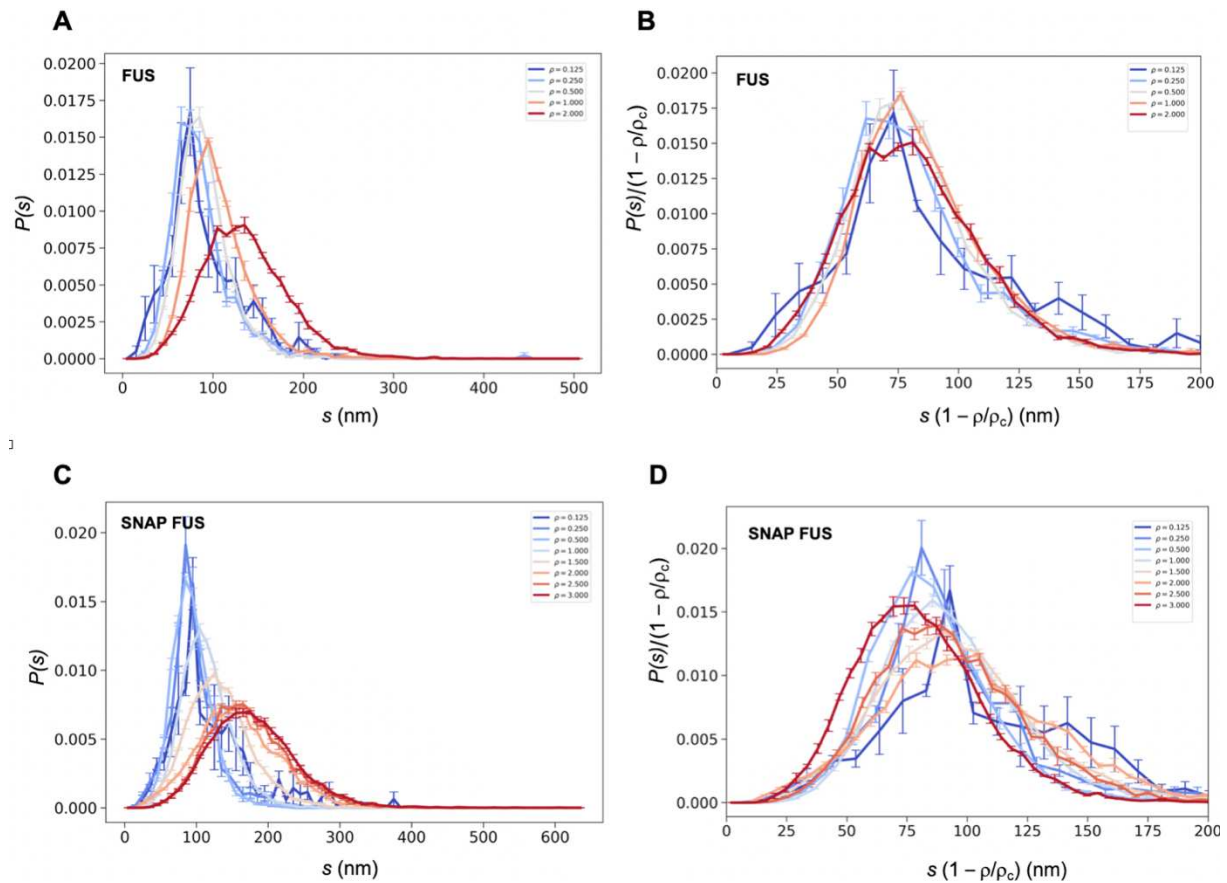 A
FUS
ρ = 0.125
ρ = 0.250
ρ = 0.500
ρ = 1.000
ρ = 2.000
0.0200
0.0175
0.0150
0.0125
0.0100
0.0075
0.0050
0.0025
0.0000
P(s)
0
100
200
300
400
500
s (nm)
B
FUS
ρ = 0.125
ρ = 0.250
ρ = 0.500
ρ = 1.000
ρ = 2.000
0.0200
0.0175
0.0150
0.0125
0.0100
0.0075
0.0050
0.0025
0.0000
P(s)/(1 − ρ/ρc)
0
25
50
75
100
125
150
175
200
s (1 − ρ/ρc) (nm)
C
SNAP FUS
ρ = 0.125
ρ = 0.250
ρ = 0.500
ρ = 1.000
ρ = 1.500
ρ = 2.000
ρ = 2.500
ρ = 3.000
0.020
0.015
0.010
0.005
0.000
P(s)
0
100
200
300
400
500
600
s (nm)
D
SNAP FUS
ρ = 0.125
ρ = 0.250
ρ = 0.500
ρ = 1.000
ρ = 1.500
ρ = 2.000
ρ = 2.500
ρ = 3.000
0.020
0.015
0.010
0.005
0.000
P(s)/(1 − ρ/ρc)
0
25
50
75
100
125
150
175
200
s (1 − ρ/ρc) (nm)